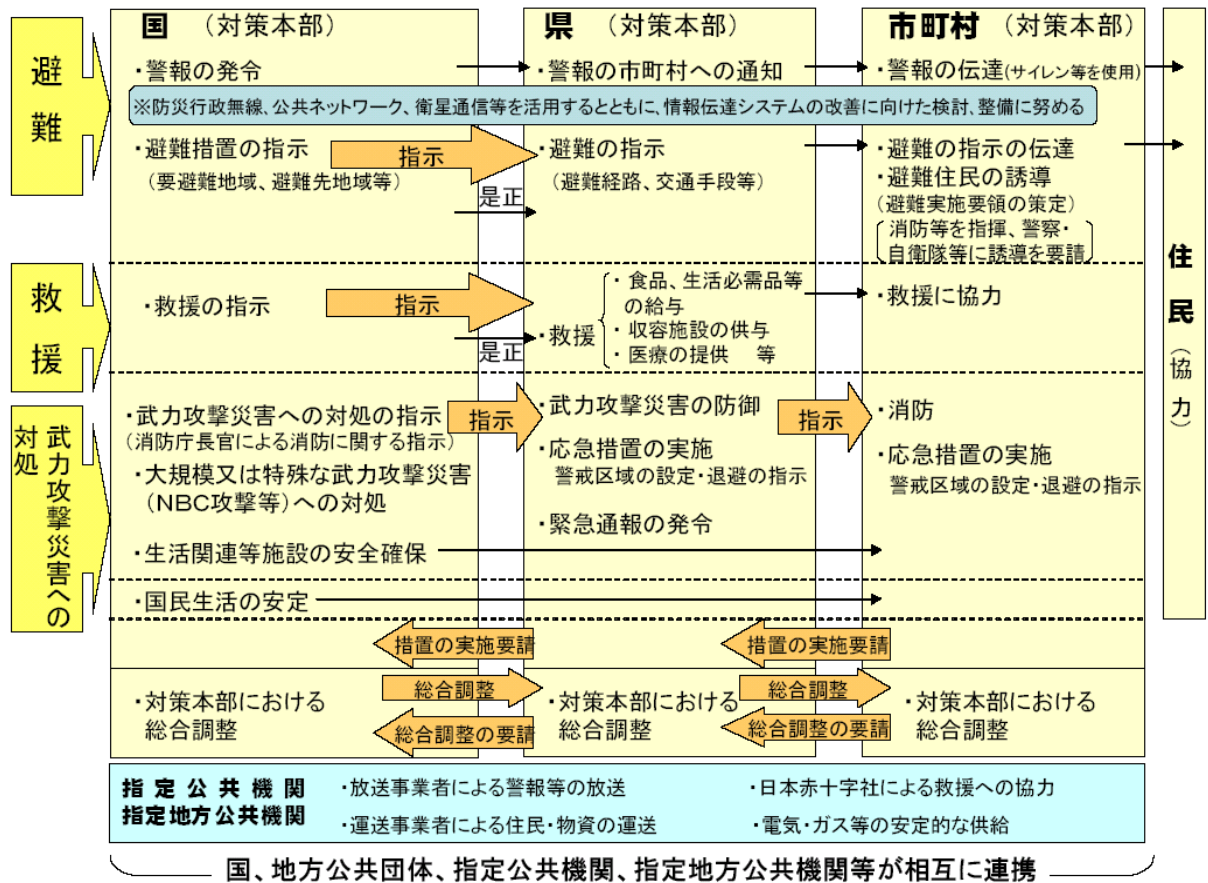 国 (対策本部)
県 (対策本部)
市町村 (対策本部)
避難
・警報の発令
・警報の市町村への通知
・警報の伝達(サイレン等を使用)
※防災行政無線、公共ネットワーク、衛星通信等を活用するとともに、情報伝達システムの改善に向けた検討、整備に努める
・避難措置の指示
(要避難地域、避難先地域等)
指示
是正
・避難の指示
(避難経路、交通手段等)
・避難の指示の伝達
・避難住民の誘導
(避難実施要領の策定)
消防等を指揮、警察・
自衛隊等に誘導を要請
救援
・救援の指示
指示
是正
・救援
・食品、生活必需品等
の給与
・収容施設の供与
・医療の提供 等
・救援に協力
武力攻撃災害への
対処
・武力攻撃災害への対処の指示
(消防庁長官による消防に関する指示)
・大規模又は特殊な武力攻撃災害
(NBC攻撃等)への対処
指示
・武力攻撃災害の防御
・応急措置の実施
警戒区域の設定・退避の指示
・緊急通報の発令
指示
・消防
・応急措置の実施
警戒区域の設定・退避の指示
・生活関連等施設の安全確保
・国民生活の安定
措置の実施要請
措置の実施要請
・対策本部における
総合調整
総合調整
総合調整の要請
・対策本部における
総合調整
総合調整
総合調整の要請
・対策本部における
総合調整
住民(協力)
指定公共機関
指定地方公共機関
・放送事業者による警報等の放送
・日本赤十字社による救援への協力
・運送事業者による住民・物資の運送
・電気・ガス等の安定的な供給
国、地方公共団体、指定公共機関、指定地方公共機関等が相互に連携